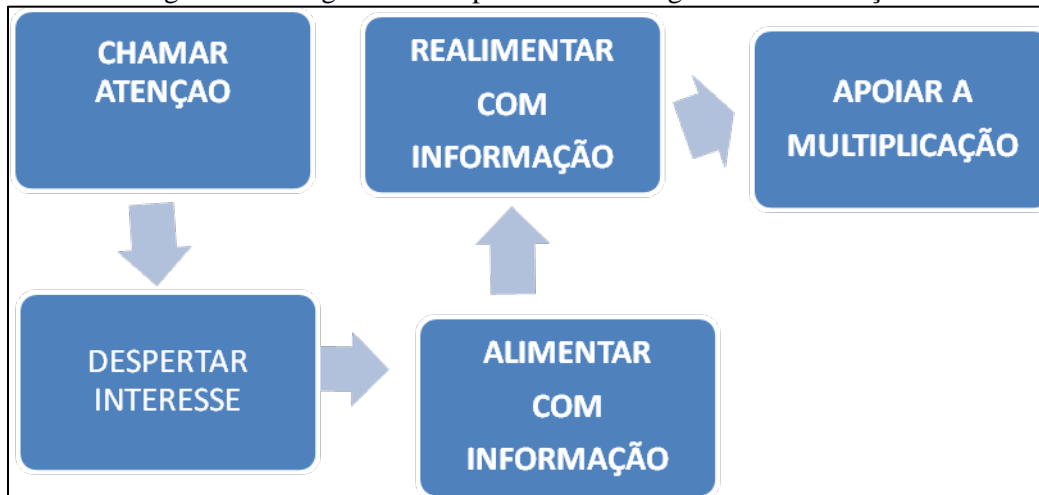 CHAMAR
ATENÇAO
DESPERTAR
INTERESSE
ALIMENTAR
COM
INFORMAÇÃO
REALIMENTAR
COM
INFORMAÇÃO
APOIAR A
MULTIPLICAÇÃO